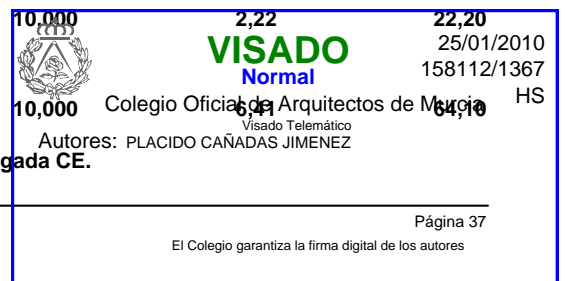 10.000 2,22 22,20
VISADO 25/01/2010
Normal 158112/1367
HS
10,000 6,41 64,10
Colegio Oficial de Arquitectos de Murcia
Visado Telemático
Autores: PLACIDO CAÑADAS JIMENEZ
gada CE.
Página 37
El Colegio garantiza la firma digital de los autores